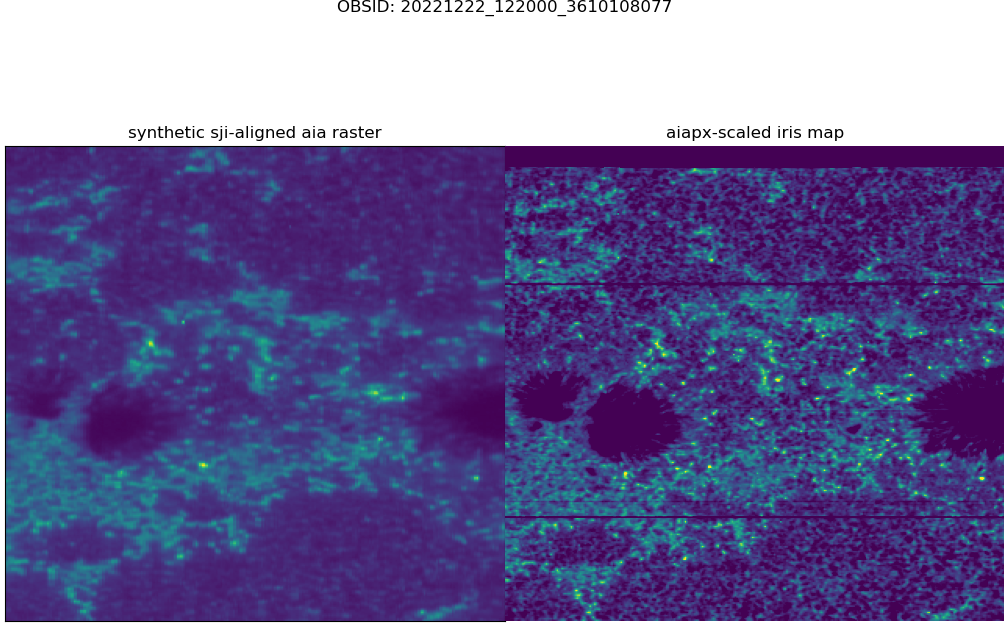 OBSID: 20221222_122000_3610108077
synthetic sji-aligned aia raster
aiapx-scaled iris map